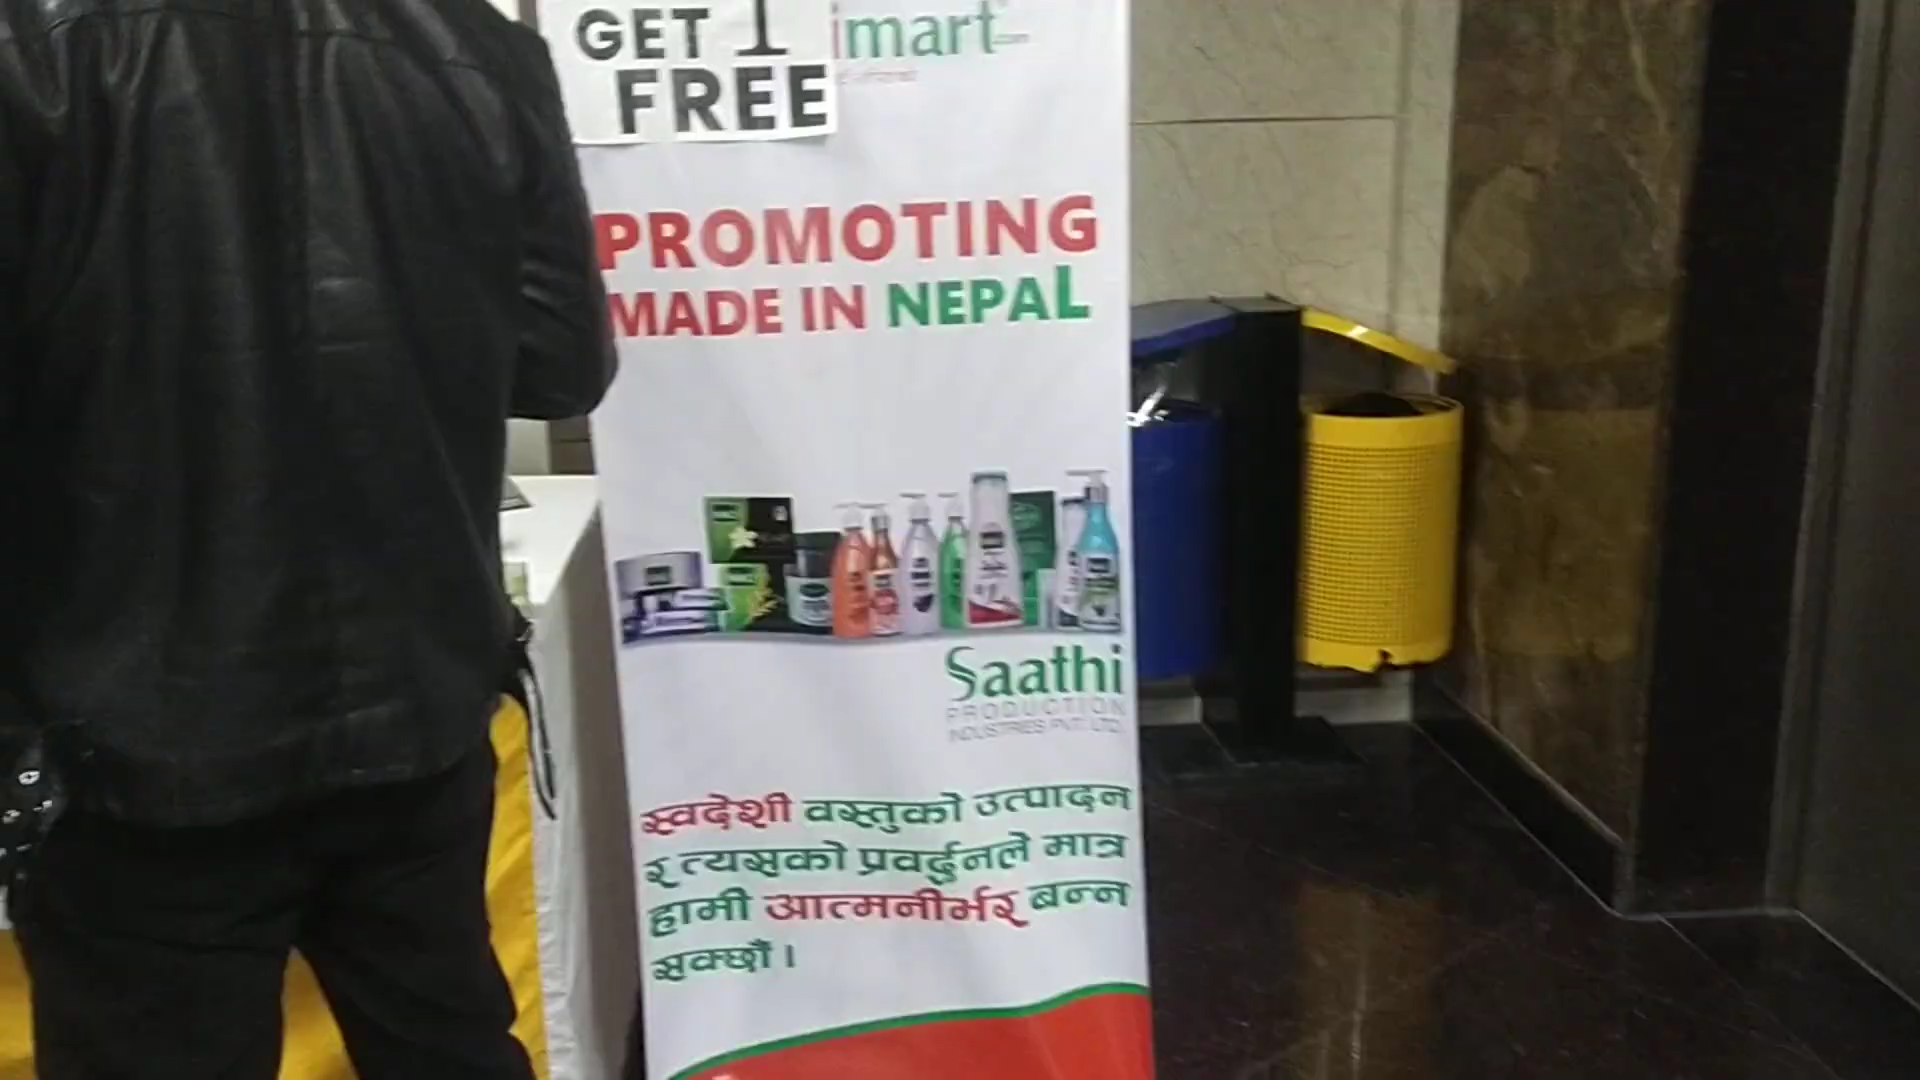 GET 1
FREE
imart
PROMOTING
MADE IN NEPAL
Saathi
PRODUCTION
INDUSTRIES PVT. LTD.
स्वदेशी वस्तुको उत्पादन
र त्यसको प्रवर्द्धनले मात्र
हामी आत्मनीर्भर बन्न
सक्छौं ।